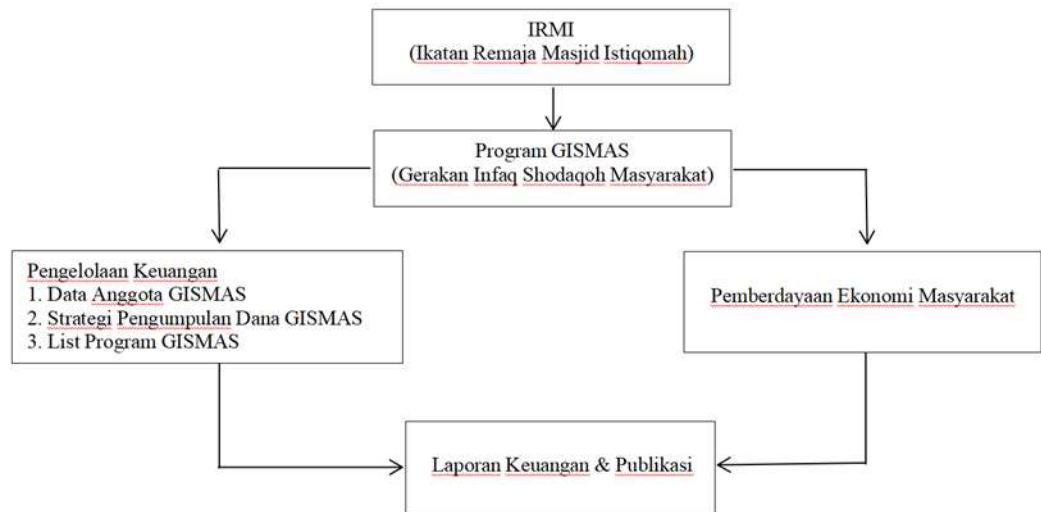 IRMI
(Ikatan Remaja Masjid Istiqomah)
Program GISMAS
(Gerakan Infaq Shodaqoh Masyarakat)
Pengelolaan Keuangan
1. Data Anggota GISMAS
2. Strategi Pengumpulan Dana GISMAS
3. List Program GISMAS
Pemberdayaan Ekonomi Masyarakat
Laporan Keuangan & Publikasi